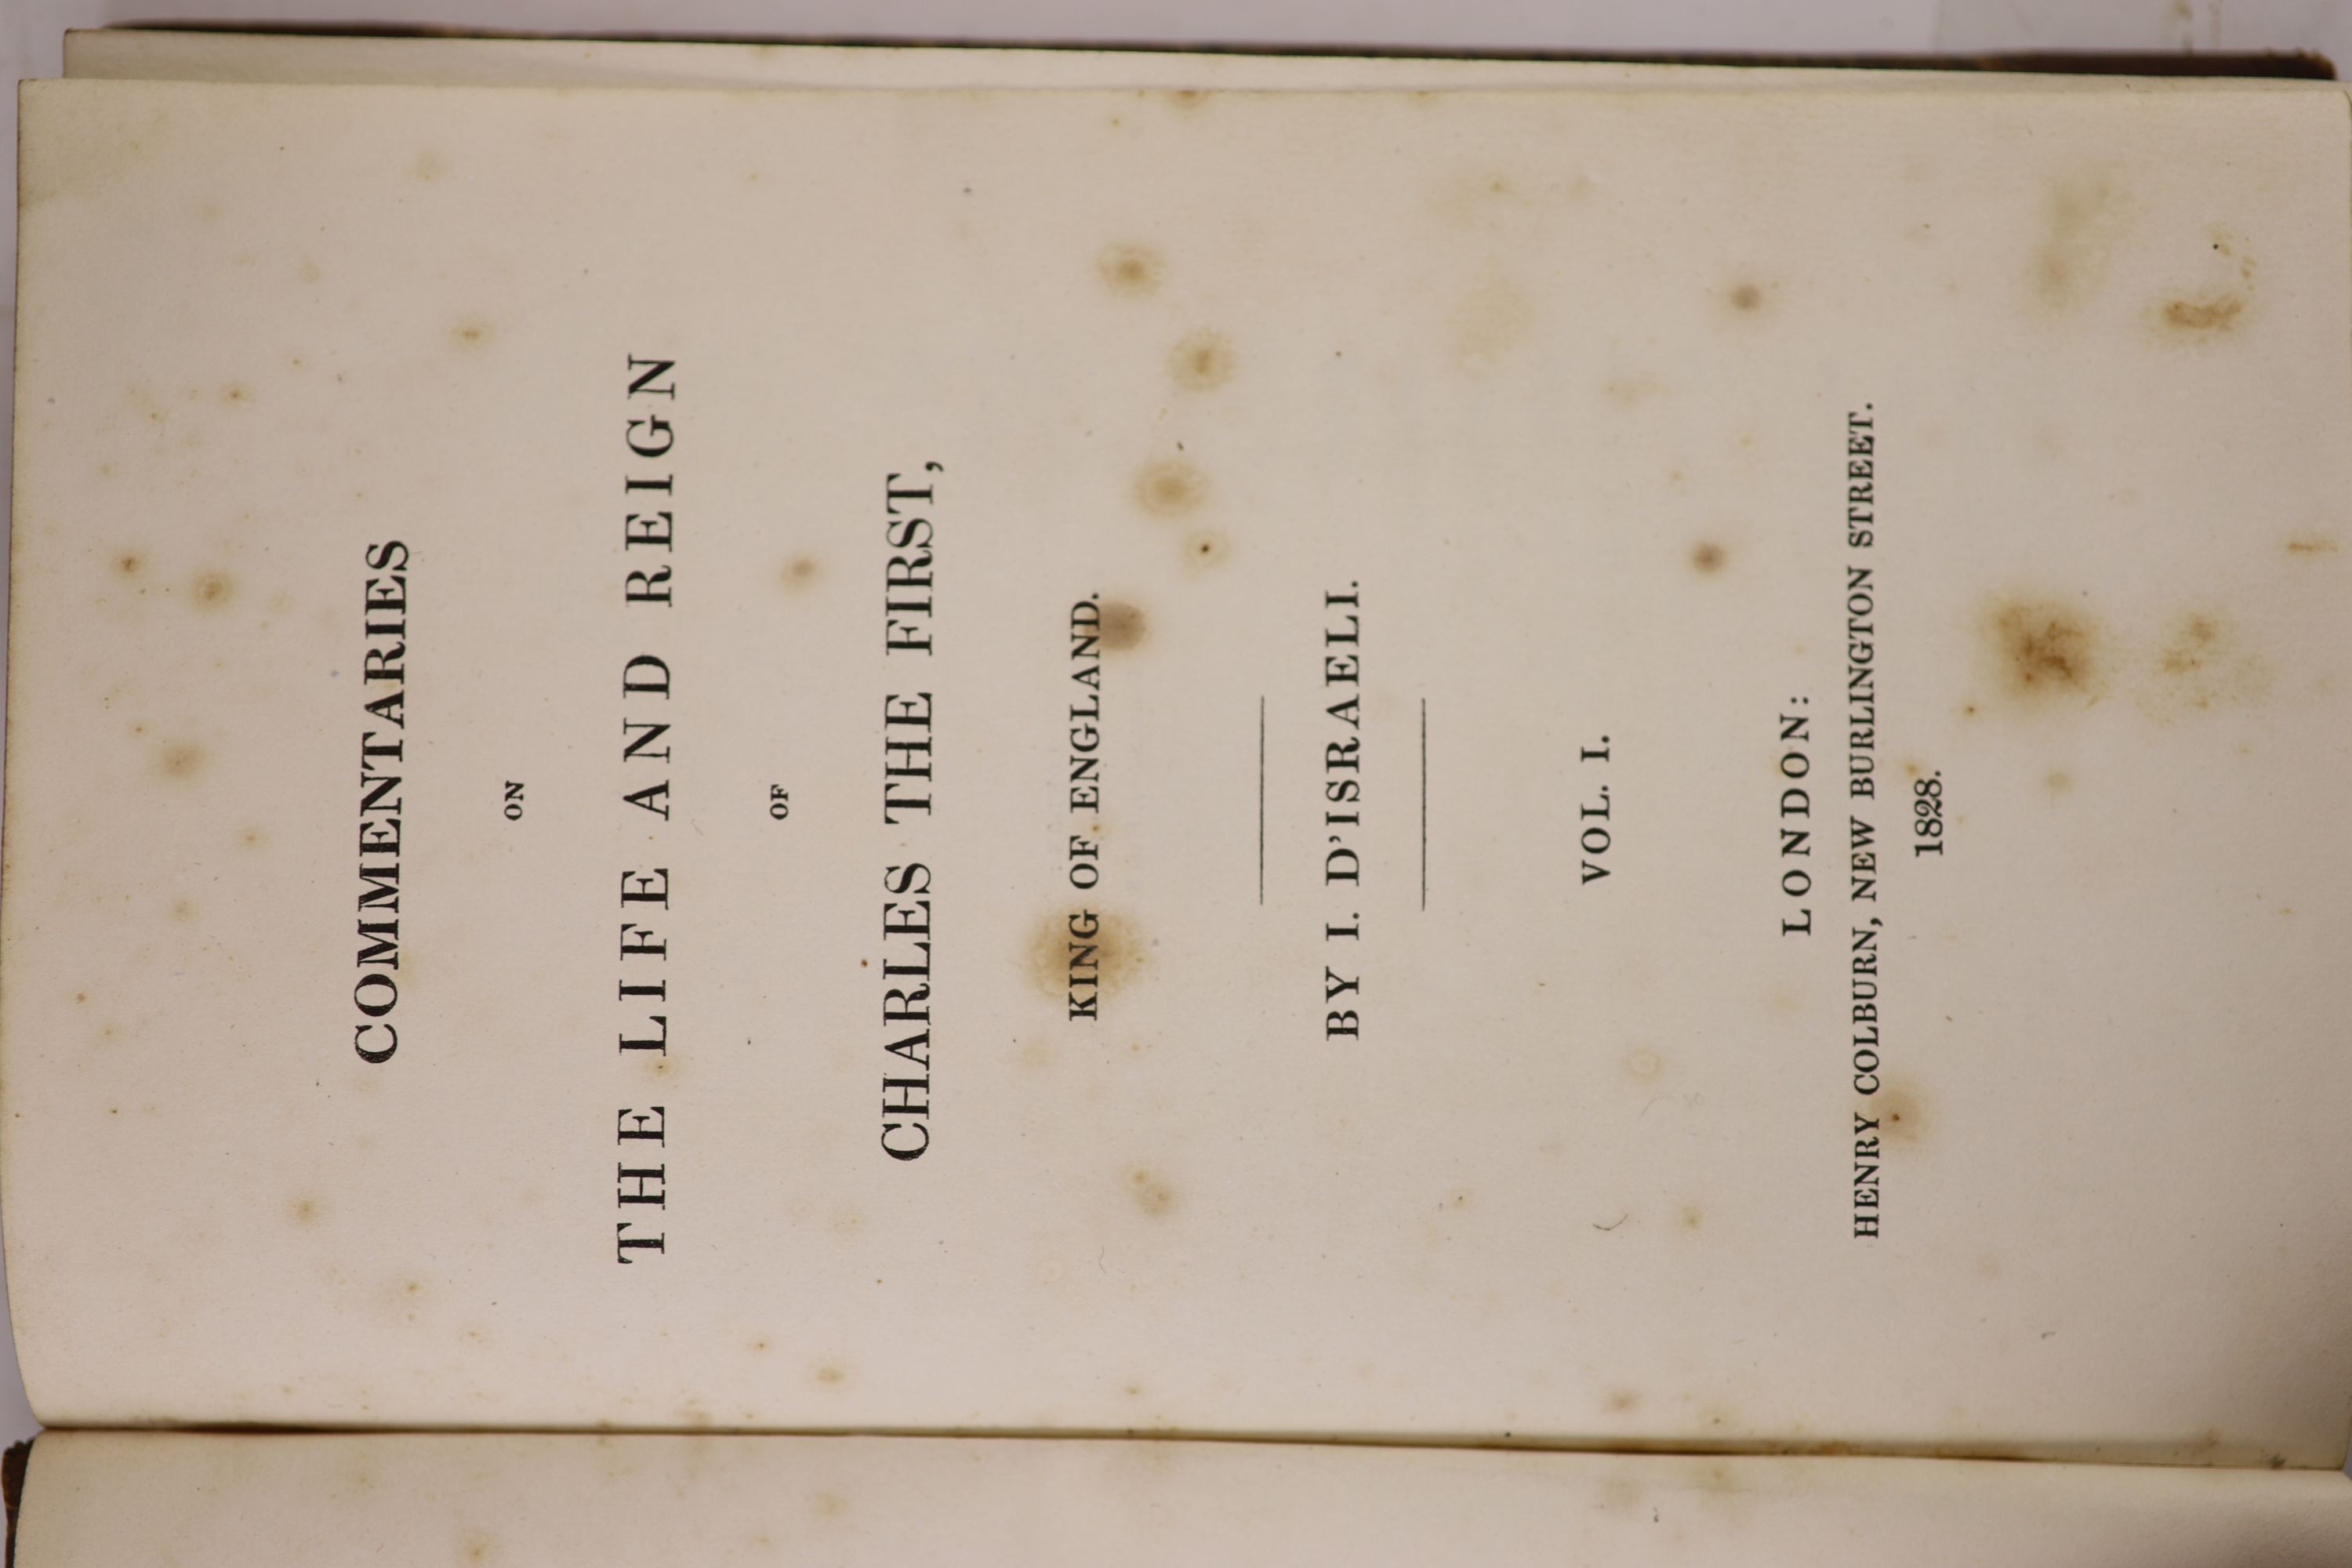 COMMENTARIES
ON
THE LIFE AND REIGN
OF
CHARLES THE FIRST,
KING OF ENGLAND.
BY I. D'ISRAELI.
VOL. I.
LONDON:
HENRY COLBURN, NEW BURLINGTON STREET.
1828.